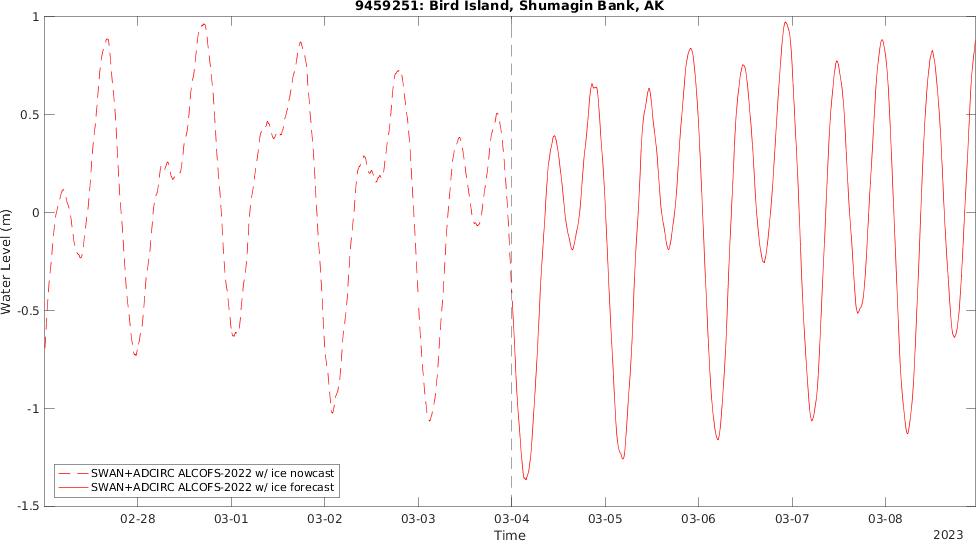 9459251: Bird Island, Shumagin Bank, AK
Water Level (m)
1
0.5
0
-0.5
-1
-1.5
SWAN+ADCIRC ALCOFS-2022 w/ ice nowcast
SWAN+ADCIRC ALCOFS-2022 w/ ice forecast
02-28 03-01 03-02 03-03 03-04 03-05 03-06 03-07 03-08
Time
2023